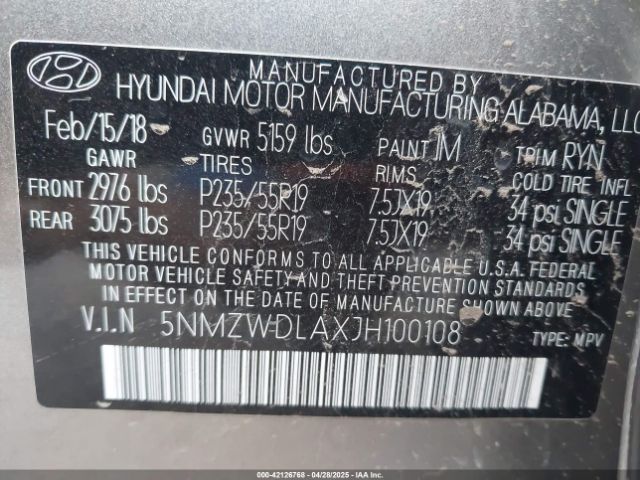 MANUFACTURED BY
HYUNDAI MOTOR MANUFACTURING ALABAMA, LLC
Feb/15/18 GVWR 5159 lbs PAINT 1M TRIM RYN
GAWR TIRES RIMS COLD TIRE INFL
FRONT 2976 lbs P235/55R19 7.5JX19 34 psi SINGLE
REAR 3075 lbs P235/55R19 7.5JX19 34 psi SINGLE
THIS VEHICLE CONFORMS TO ALL APPLICABLE U.S.A. FEDERAL
MOTOR VEHICLE SAFETY AND THEFT PREVENTION STANDARDS
IN EFFECT ON THE DATE OF MANUFACTURE SHOWN ABOVE.
V.I.N 5NMZWDLAXJH100108 TYPE: MPV
000-42126768 - 04/28/2025 - IAA Corp.